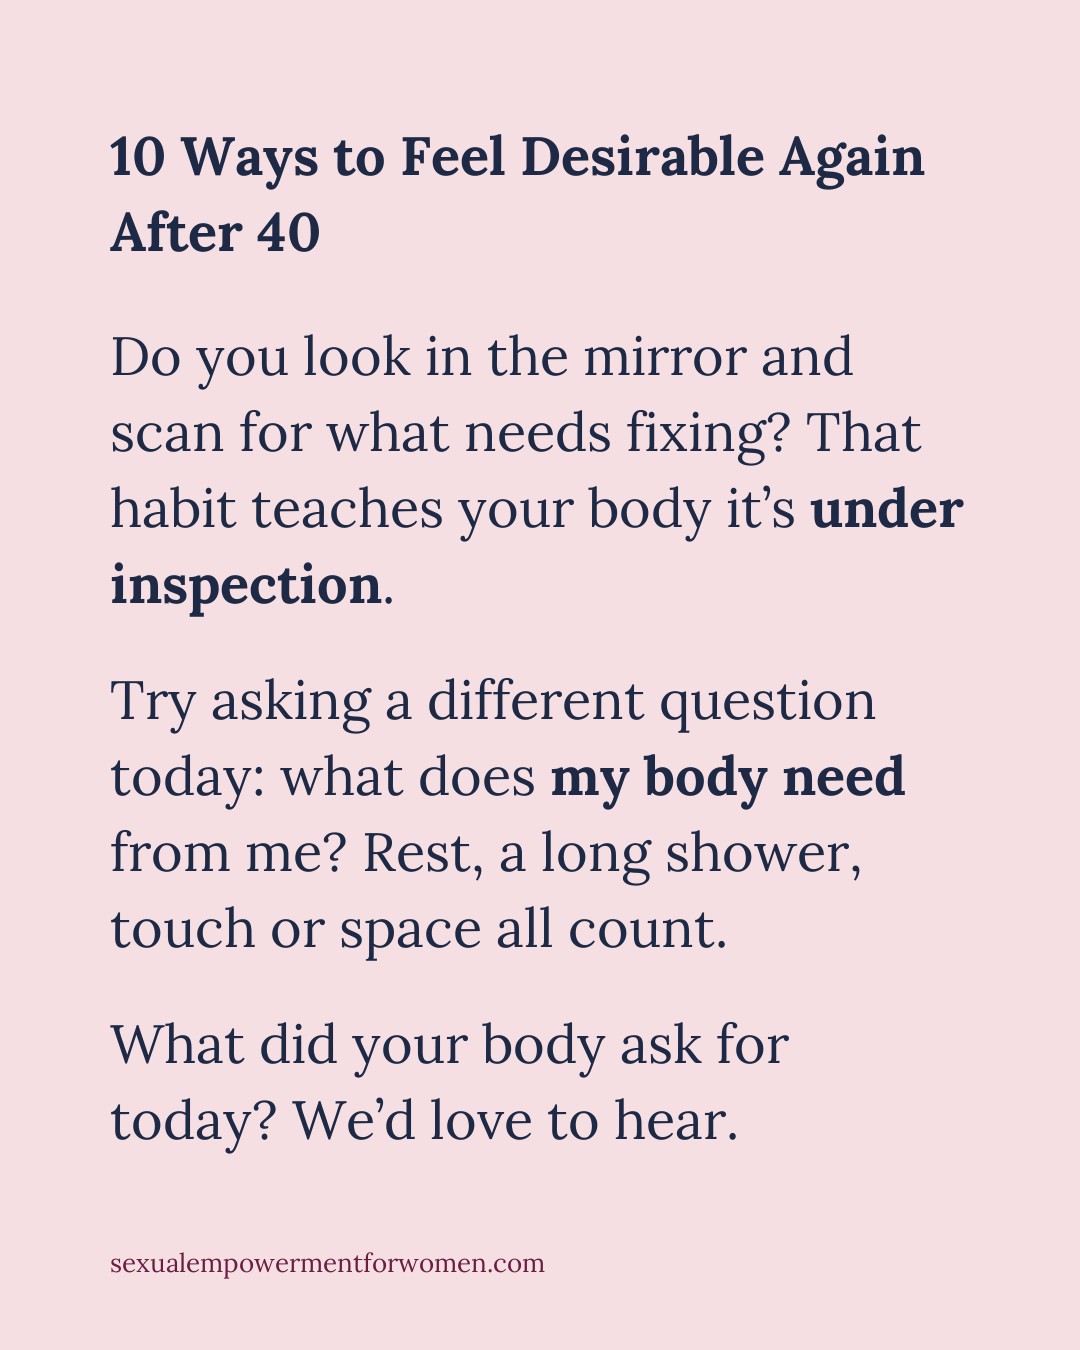 10 Ways to Feel Desirable Again
After 40
Do you look in the mirror and
scan for what needs fixing? That
habit teaches your body it’s under
inspection.
Try asking a different question
today: what does my body need
from me? Rest, a long shower,
touch or space all count.
What did your body ask for
today? We’d love to hear.
sexualempowermentforwomen.com